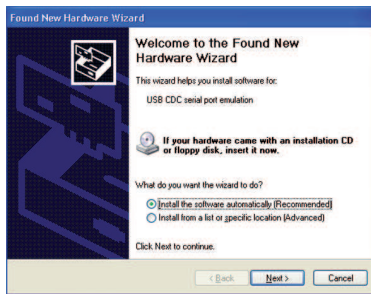 Found New Hardware Wizard
Welcome to the Found New
Hardware Wizard
This wizard helps you install software for:
USB CDC serial port emulation
If your hardware came with an installation CD
or floppy disk, insert it now.
What do you want the wizard to do?
Install the software automatically (Recommended)
Install from a list or specific location (Advanced)
Click Next to continue.
< Back Next > Cancel